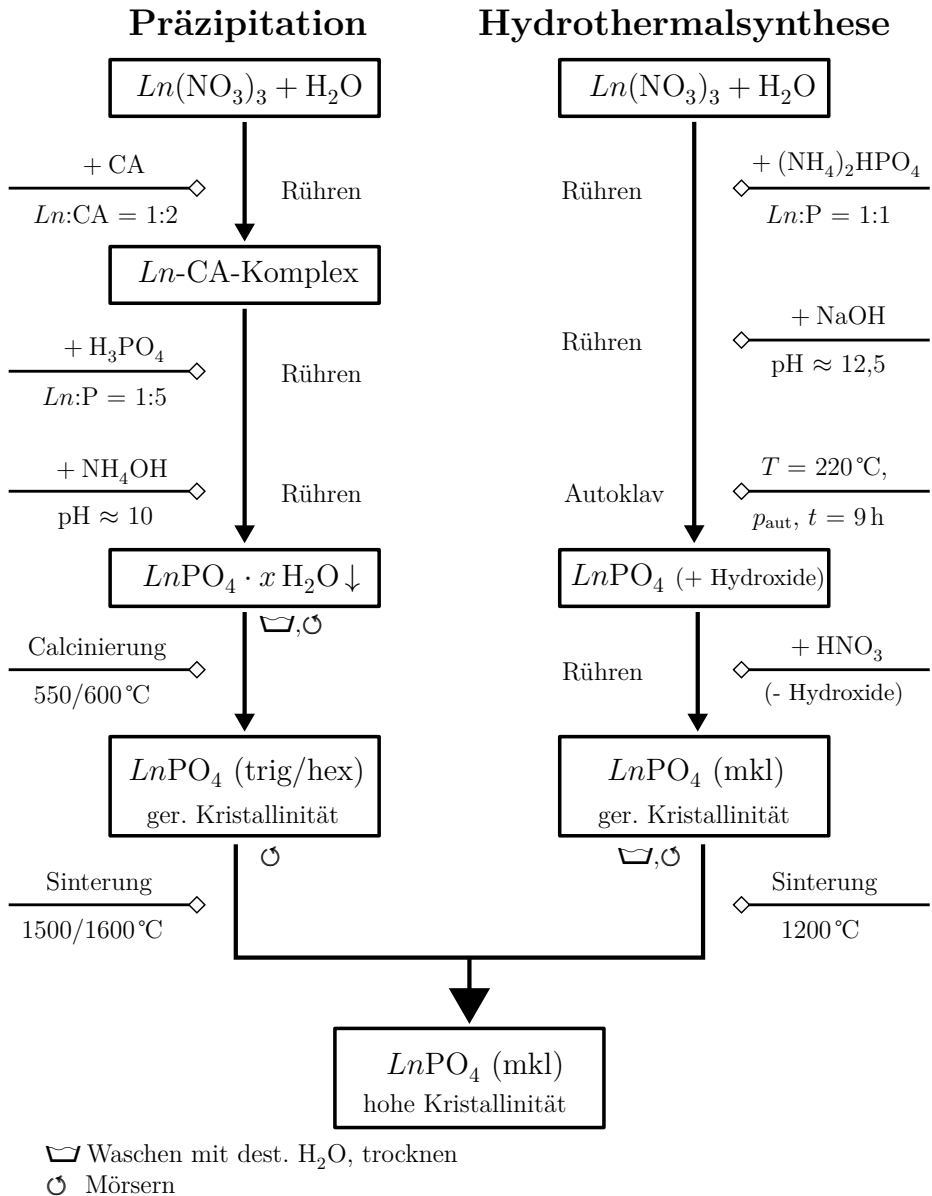 Präzipitation
Ln(NO₃)₃ + H₂O
+ CA
Ln:CA = 1:2
Rühren
Ln-CA-Komplex
+ H₃PO₄
Ln:P = 1:5
Rühren
+ NH₄OH
pH ≈ 10
Rühren
LnPO₄ · x H₂O ↓
,
Calcinierung
550/600 °C
LnPO₄ (trig/hex)
ger. Kristallinität
Sinterung
1500/1600 °C
Hydrothermalsynthese
Ln(NO₃)₃ + H₂O
Rühren
+ (NH₄)₂HPO₄
Ln:P = 1:1
Rühren
+ NaOH
pH ≈ 12,5
Autoklav
T = 220 °C,
pₐᵤₜ, t = 9 h
LnPO₄ (+ Hydroxide)
Rühren
+ HNO₃
(- Hydroxide)
LnPO₄ (mkl)
ger. Kristallinität
,
Sinterung
1200 °C
LnPO₄ (mkl)
hohe Kristallinität
Waschen mit dest. H₂O, trocknen
Mörsern